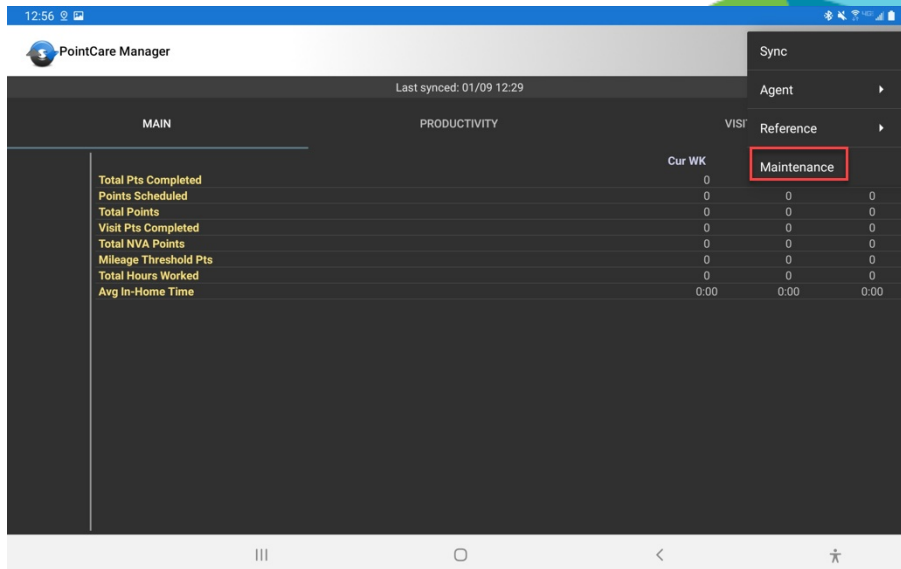 12:56
PointCare Manager
Last synced: 01/09 12:29
MAIN PRODUCTIVITY VISI
Sync
Agent
Reference
Maintenance
Cur WK
Total Pts Completed 0
Points Scheduled 0 0 0
Total Points 0 0 0
Visit Pts Completed 0 0 0
Total NVA Points 0 0 0
Mileage Threshold Pts 0 0 0
Total Hours Worked 0 0 0
Avg In-Home Time 0:00 0:00 0:00